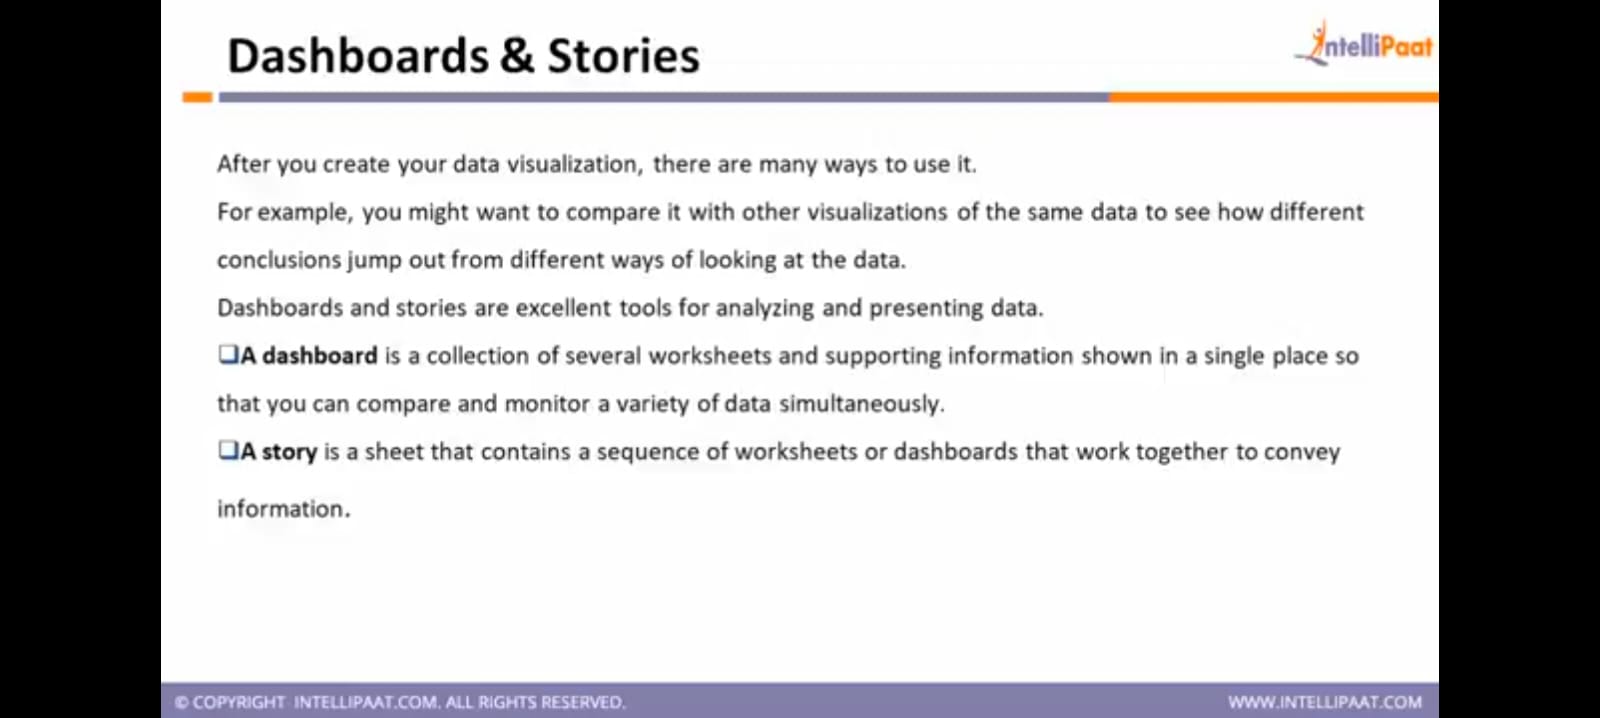 Dashboards & Stories
IntelliPaat
After you create your data visualization, there are many ways to use it.
For example, you might want to compare it with other visualizations of the same data to see how different
conclusions jump out from different ways of looking at the data.
Dashboards and stories are excellent tools for analyzing and presenting data.
❑A dashboard is a collection of several worksheets and supporting information shown in a single place so
that you can compare and monitor a variety of data simultaneously.
❑A story is a sheet that contains a sequence of worksheets or dashboards that work together to convey
information.
© COPYRIGHT INTELLIPAAT.COM. ALL RIGHTS RESERVED.
WWW.INTELLIPAAT.COM